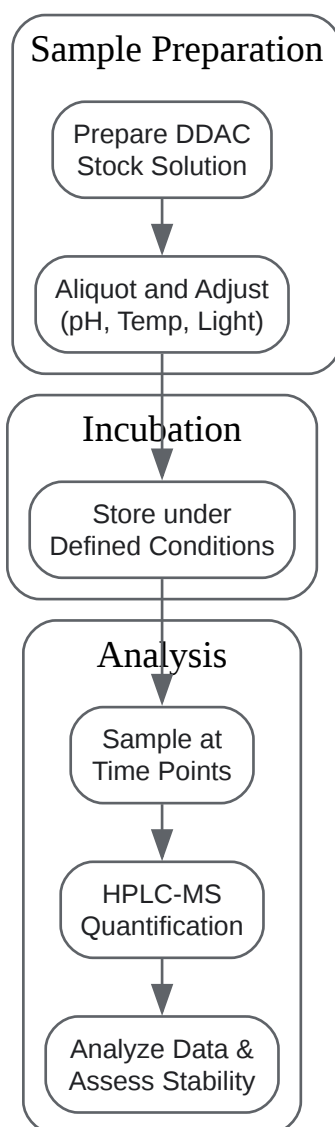 Sample Preparation
Prepare DDAC
Stock Solution
Aliquot and Adjust
(pH, Temp, Light)
Incubation
Store under
Defined Conditions
Analysis
Sample at
Time Points
HPLC-MS
Quantification
Analyze Data &
Assess Stability